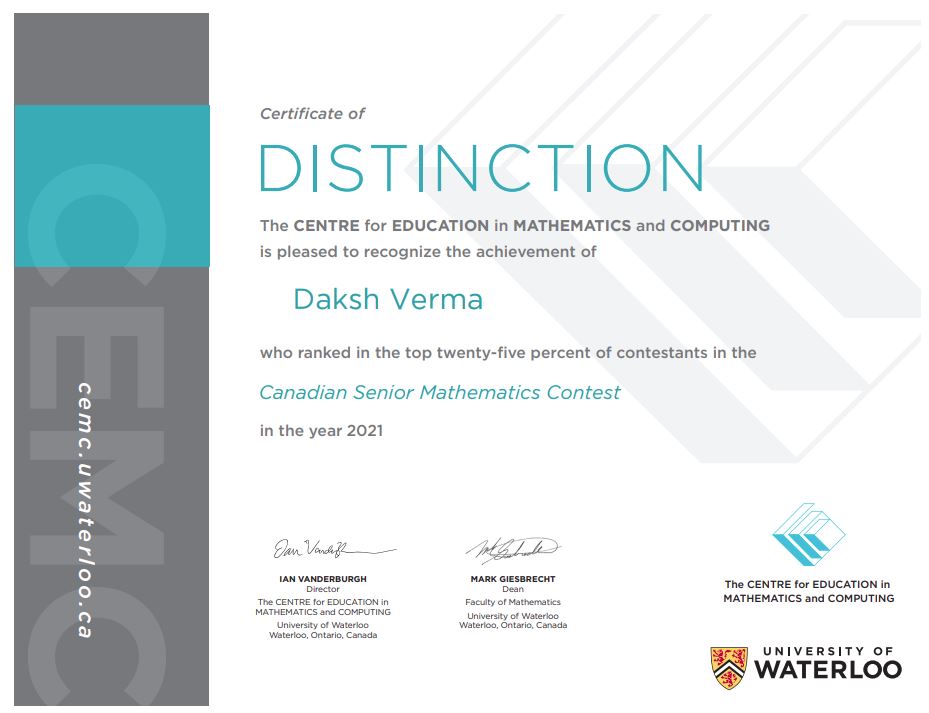 CEMC
cemc.uwaterloo.ca
Certificate of
DISTINCTION
The CENTRE for EDUCATION in MATHEMATICS and COMPUTING
is pleased to recognize the achievement of
Daksh Verma
who ranked in the top twenty-five percent of contestants in the
Canadian Senior Mathematics Contest
in the year 2021
Ian Vanderburgh
IAN VANDERBURGH
Director
The CENTRE for EDUCATION in
MATHEMATICS and COMPUTING
University of Waterloo
Waterloo, Ontario, Canada
MARK GIESBRECHT
Dean
Faculty of Mathematics
University of Waterloo
Waterloo, Ontario, Canada
The CENTRE for EDUCATION in
MATHEMATICS and COMPUTING
UNIVERSITY OF
WATERLOO